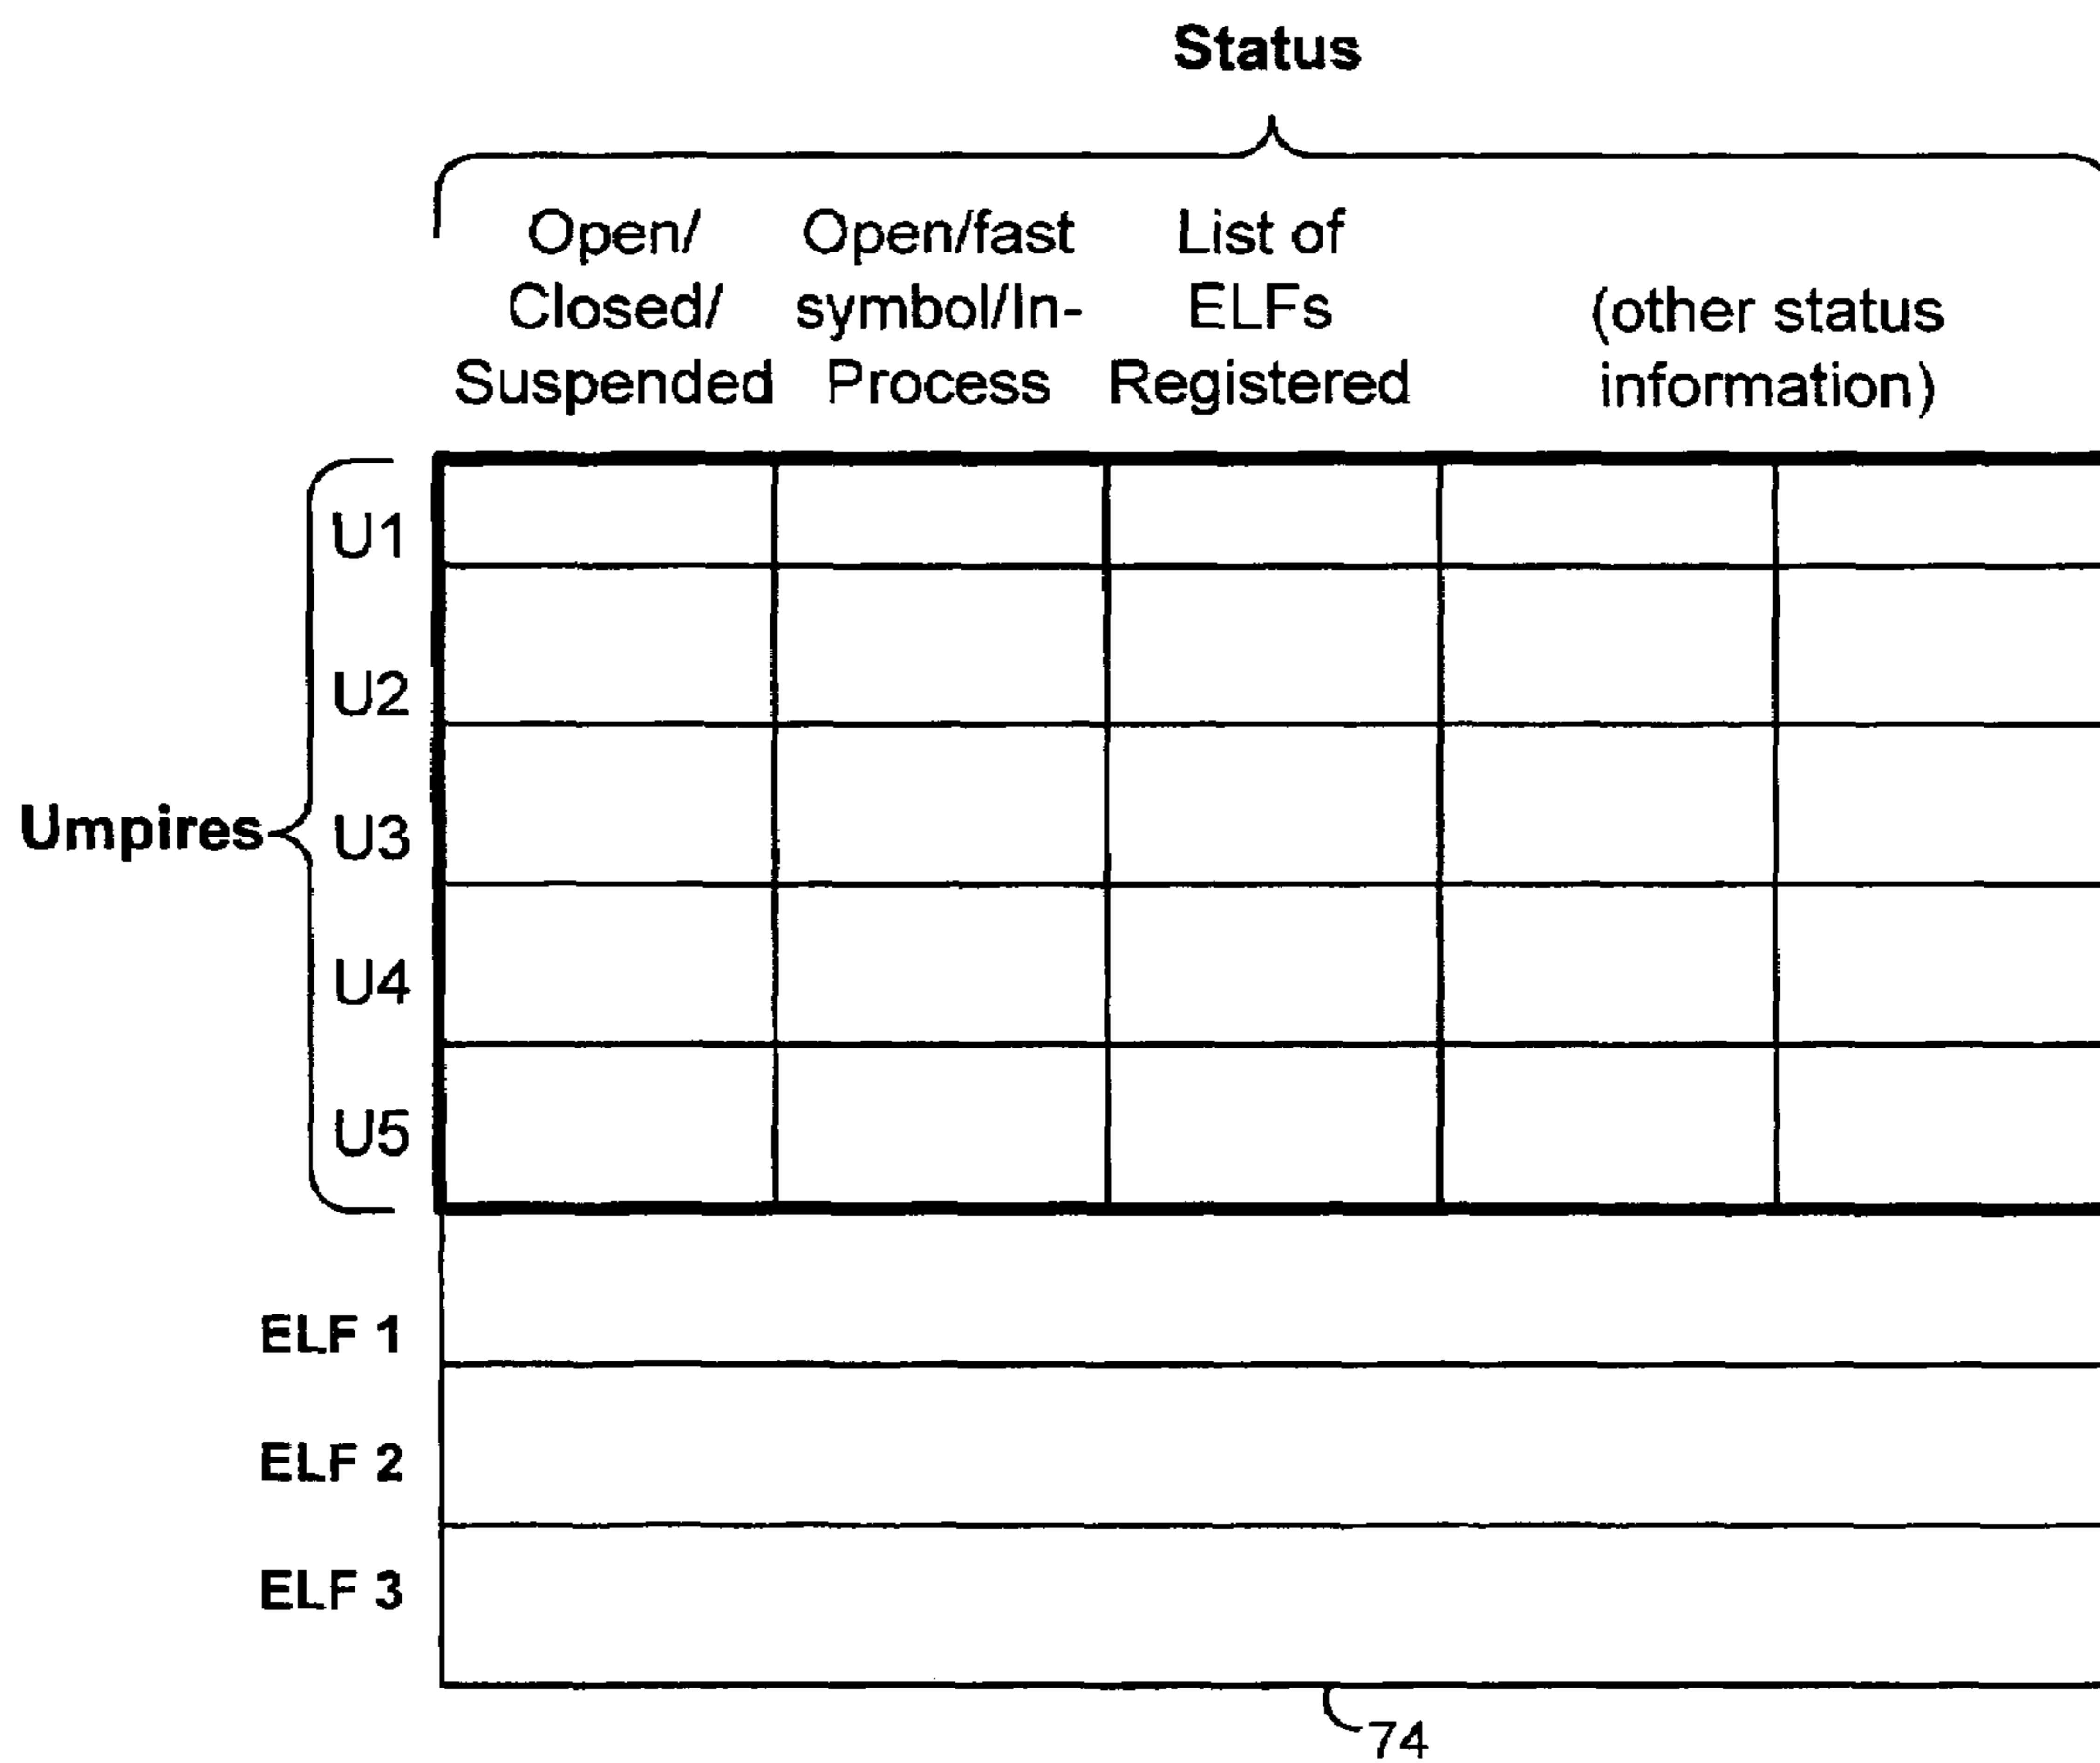 Status
Open/
Closed/
Suspended
Open/fast
symbol/In-
Process
List of
ELFs
Registered
(other status
information)
Umpires
U1
U2
U3
U4
U5
ELF 1
ELF 2
ELF 3
74